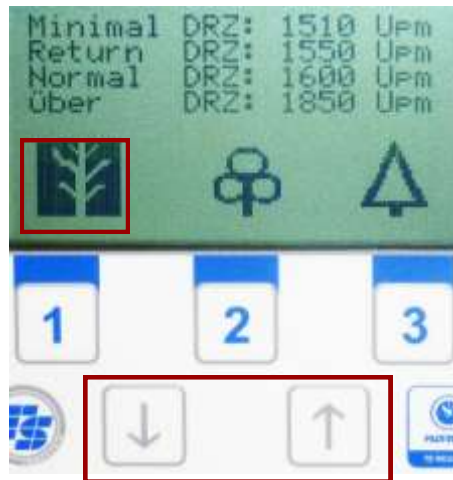 Minimal DRZ: 1510 Upm
Return DRZ: 1550 Upm
Normal DRZ: 1600 Upm
über DRZ: 1850 Upm
1 2 3